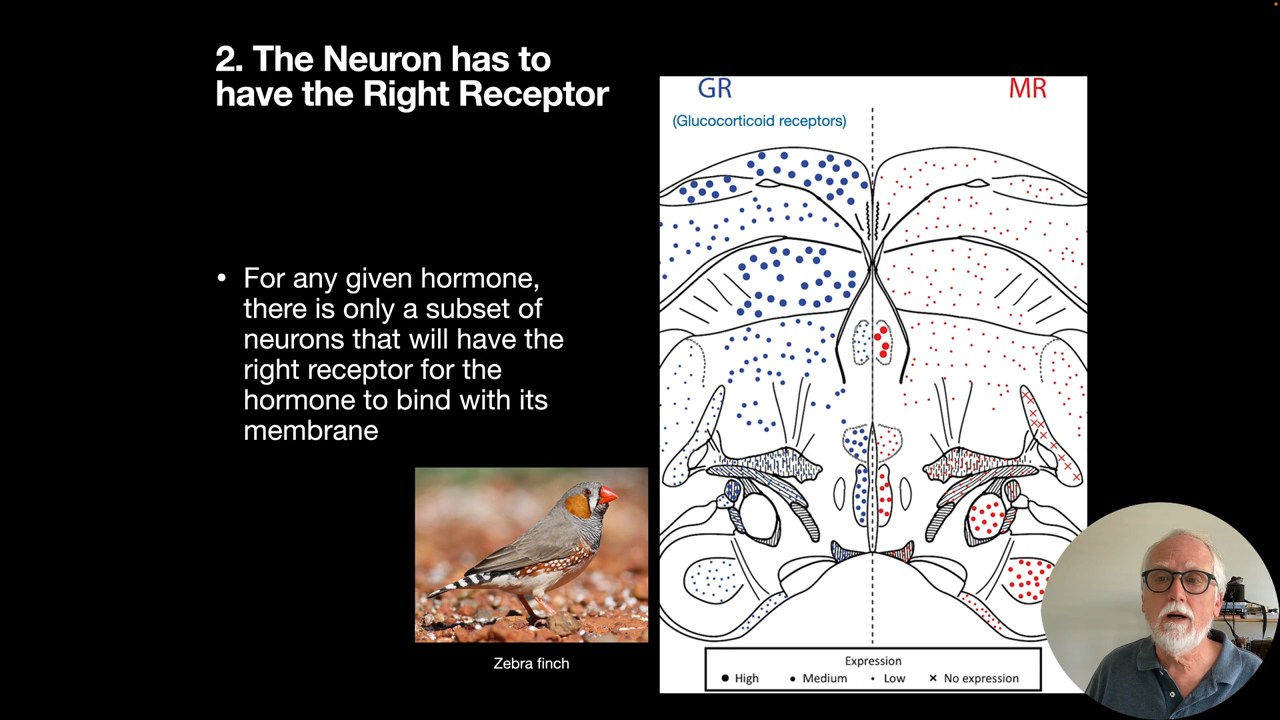 2. The Neuron has to
have the Right Receptor
• For any given hormone,
there is only a subset of
neurons that will have the
right receptor for the
hormone to bind with its
membrane
Zebra finch
GR
MR
(Glucocorticoid receptors)
Expression
High Medium Low No expression